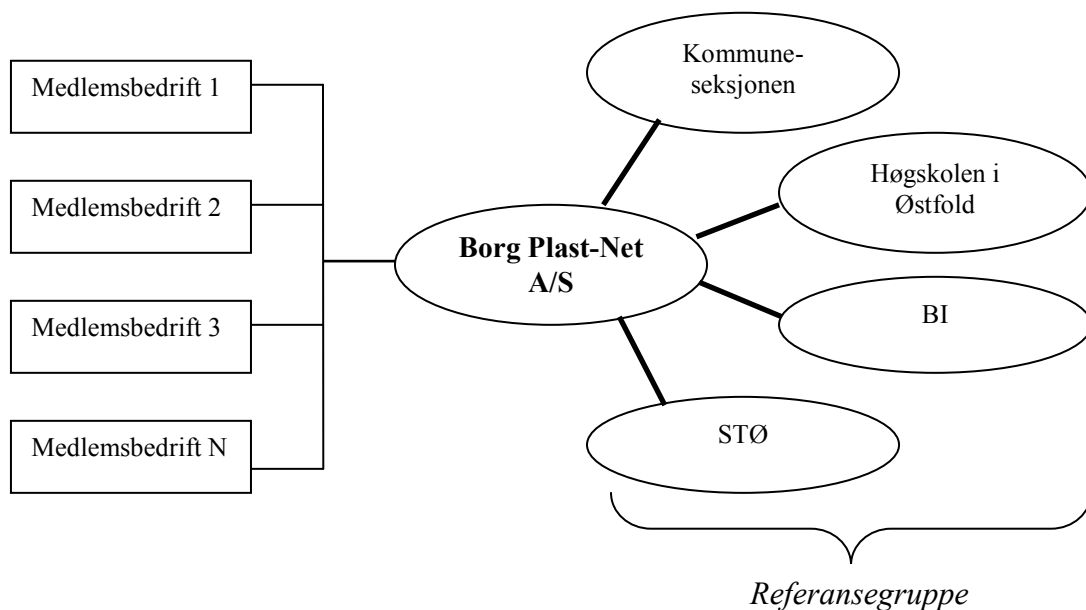 Medlemsbedrift 1
Medlemsbedrift 2
Medlemsbedrift 3
Medlemsbedrift N
Borg Plast-Net
A/S
Kommune-
seksjonen
Høgskolen i
Østfold
BI
STØ
Referansegruppe